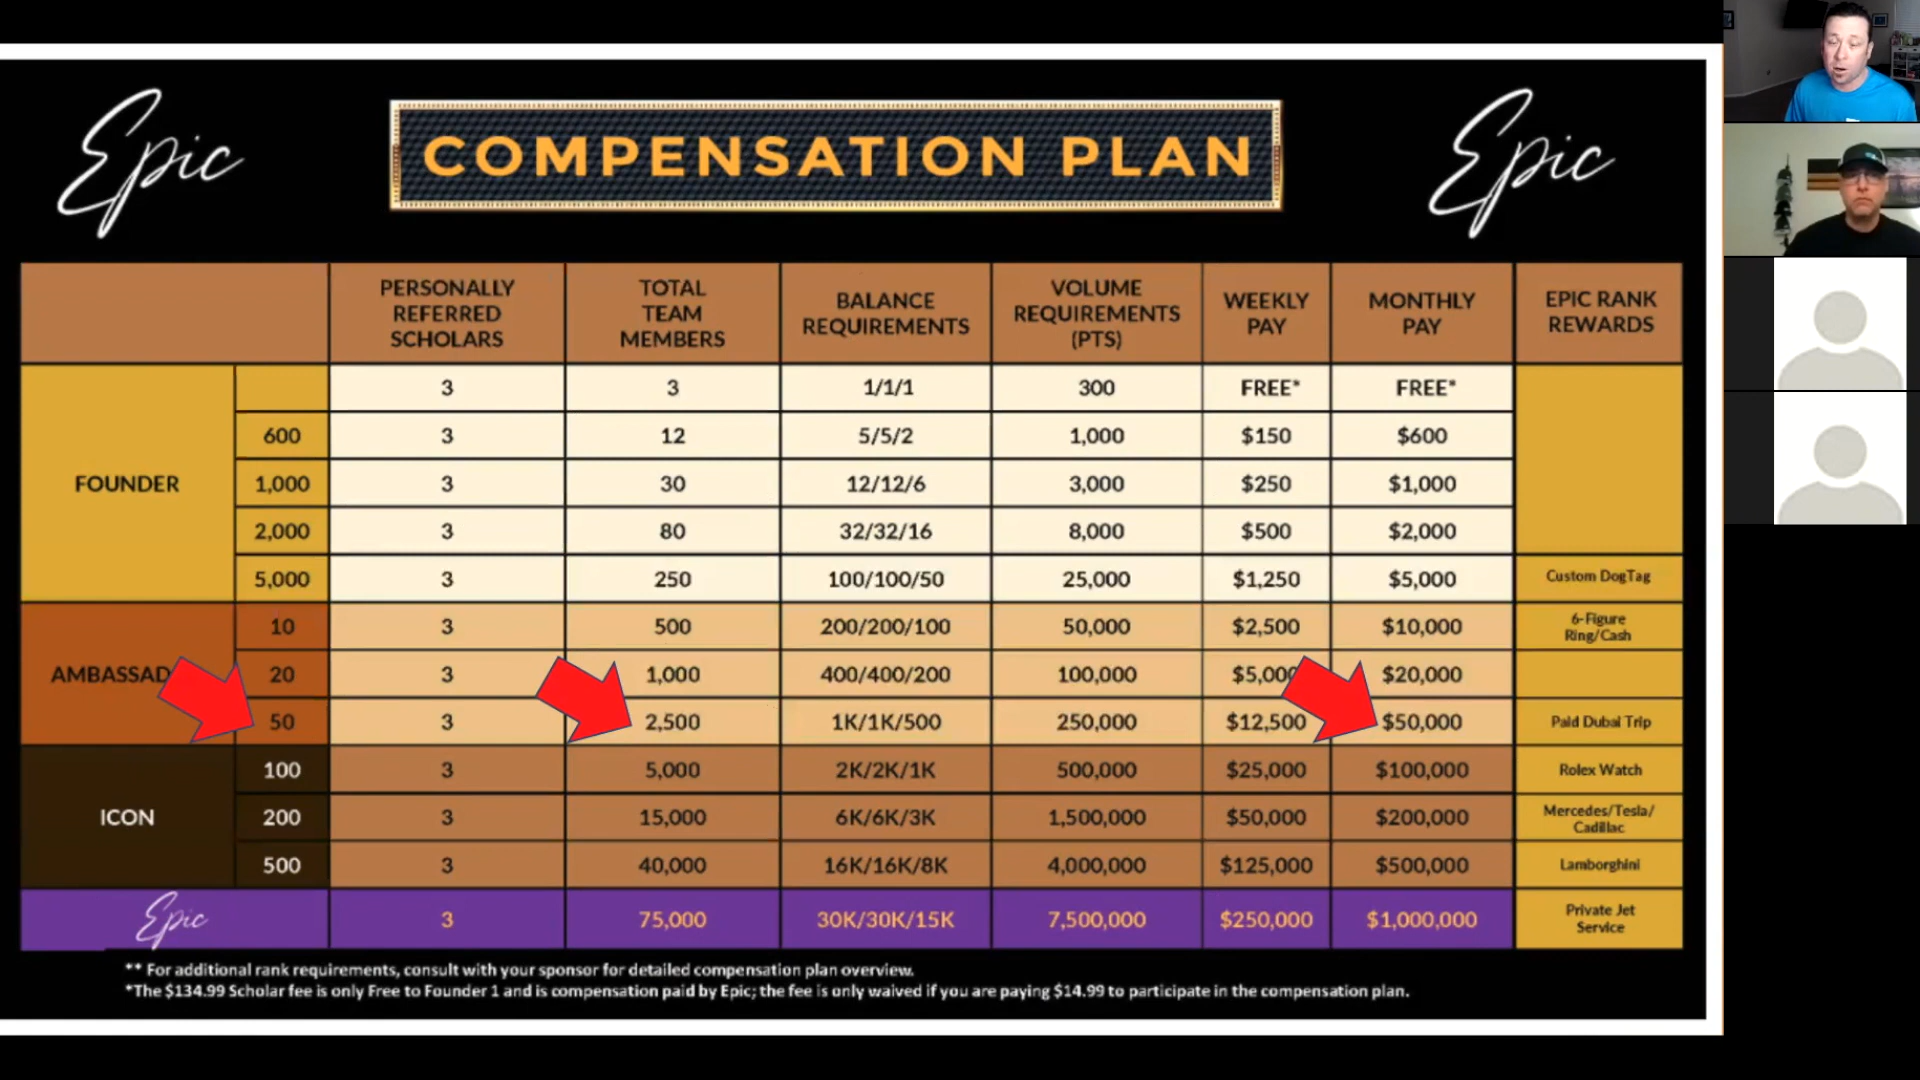 Epic
COMPENSATION PLAN
Epic
PERSONALLY REFERRED SCHOLARS | TOTAL TEAM MEMBERS | BALANCE REQUIREMENTS | VOLUME REQUIREMENTS (PTS) | WEEKLY PAY | MONTHLY PAY | EPIC RANK REWARDS
FOUNDER
3 3 1/1/1 300 FREE* FREE*
600 3 12 5/5/2 1,000 $150 $600
1,000 3 30 12/12/6 3,000 $250 $1,000
2,000 3 80 32/32/16 8,000 $500 $2,000
5,000 3 250 100/100/50 25,000 $1,250 $5,000 Custom DogTag
AMBASSAD
10 3 500 200/200/100 50,000 $2,500 $10,000 6-Figure Ring/Cash
20 3 1,000 400/400/200 100,000 $5,000 $20,000
50 3 2,500 1K/1K/500 250,000 $12,500 $50,000 Paid Dubai Trip
ICON
100 3 5,000 2K/2K/1K 500,000 $25,000 $100,000 Rolex Watch
200 3 15,000 6K/6K/3K 1,500,000 $50,000 $200,000 Mercedes/Tesla/ Cadillac
500 3 40,000 16K/16K/8K 4,000,000 $125,000 $500,000 Lamborghini
Epic 3 75,000 30K/30K/15K 7,500,000 $250,000 $1,000,000 Private Jet Service
** For additional rank requirements, consult with your sponsor for detailed compensation plan overview.
*The $134.99 Scholar fee is only Free to Founder 1 and is compensation paid by Epic; the fee is only waived if you are paying $14.99 to participate in the compensation plan.